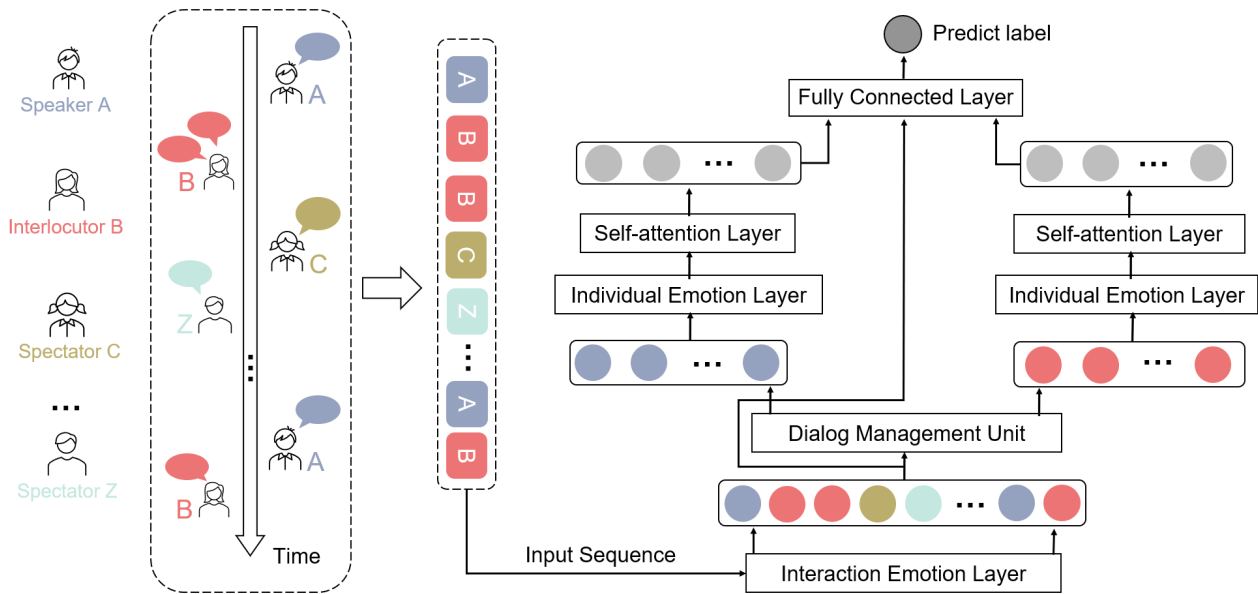 Speaker A
Interlocutor B
Spectator C
...
Spectator Z
A
B
C
Z
...
A
B
Time
A
B
B
C
Z
...
A
B
Input Sequence
Predict label
Fully Connected Layer
...
...
Self-attention Layer
Self-attention Layer
Individual Emotion Layer
Individual Emotion Layer
...
...
Dialog Management Unit
...
Interaction Emotion Layer